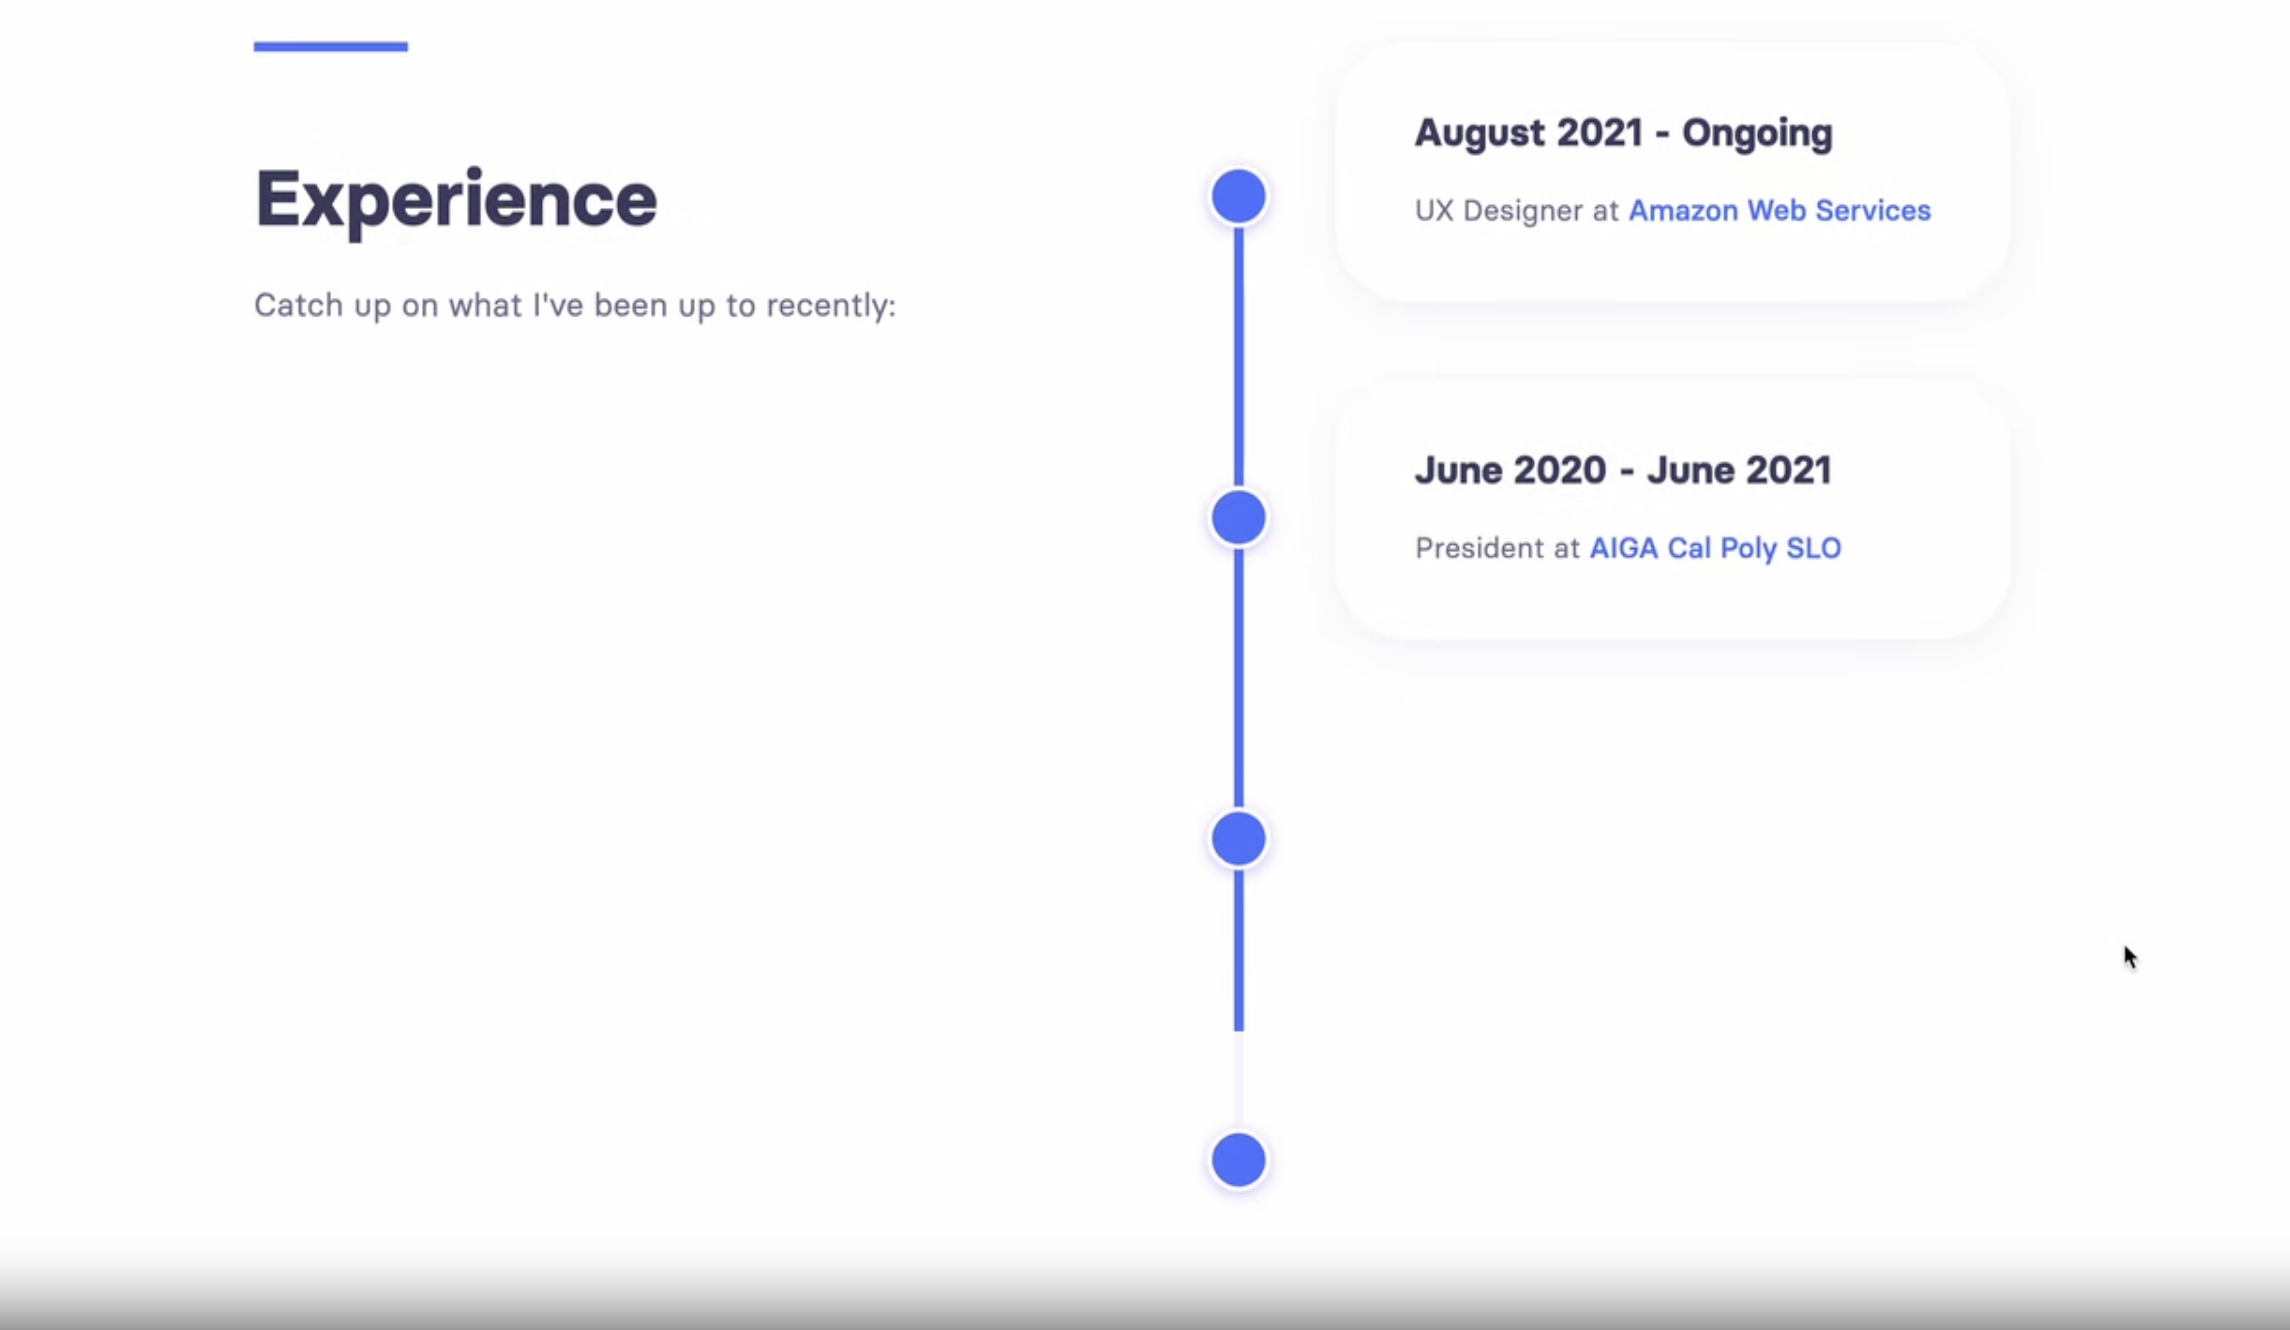 Experience
Catch up on what I've been up to recently:
August 2021 - Ongoing
UX Designer at Amazon Web Services
June 2020 - June 2021
President at AIGA Cal Poly SLO